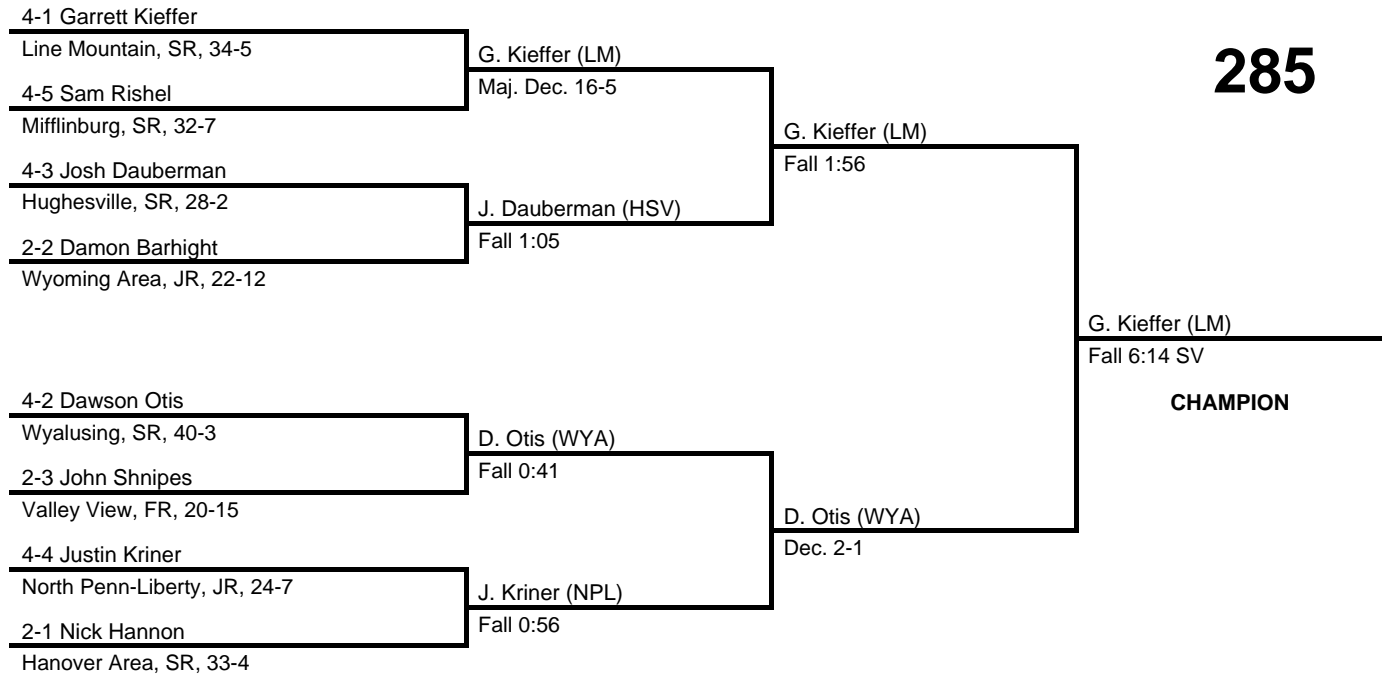 4-1 Garrett Kieffer
Line Mountain, SR, 34-5
4-5 Sam Rishel
Mifflinburg, SR, 32-7
4-3 Josh Dauberman
Hughesville, SR, 28-2
2-2 Damon Barhight
Wyoming Area, JR, 22-12
4-2 Dawson Otis
Wyalusing, SR, 40-3
2-3 John Shnipes
Valley View, FR, 20-15
4-4 Justin Kriner
North Penn-Liberty, JR, 24-7
2-1 Nick Hannon
Hanover Area, SR, 33-4
G. Kieffer (LM)
Maj. Dec. 16-5
J. Dauberman (HSV)
Fall 1:05
D. Otis (WYA)
Fall 0:41
J. Kriner (NPL)
Fall 0:56
G. Kieffer (LM)
Fall 1:56
D. Otis (WYA)
Dec. 2-1
285
G. Kieffer (LM)
Fall 6:14 SV
CHAMPION